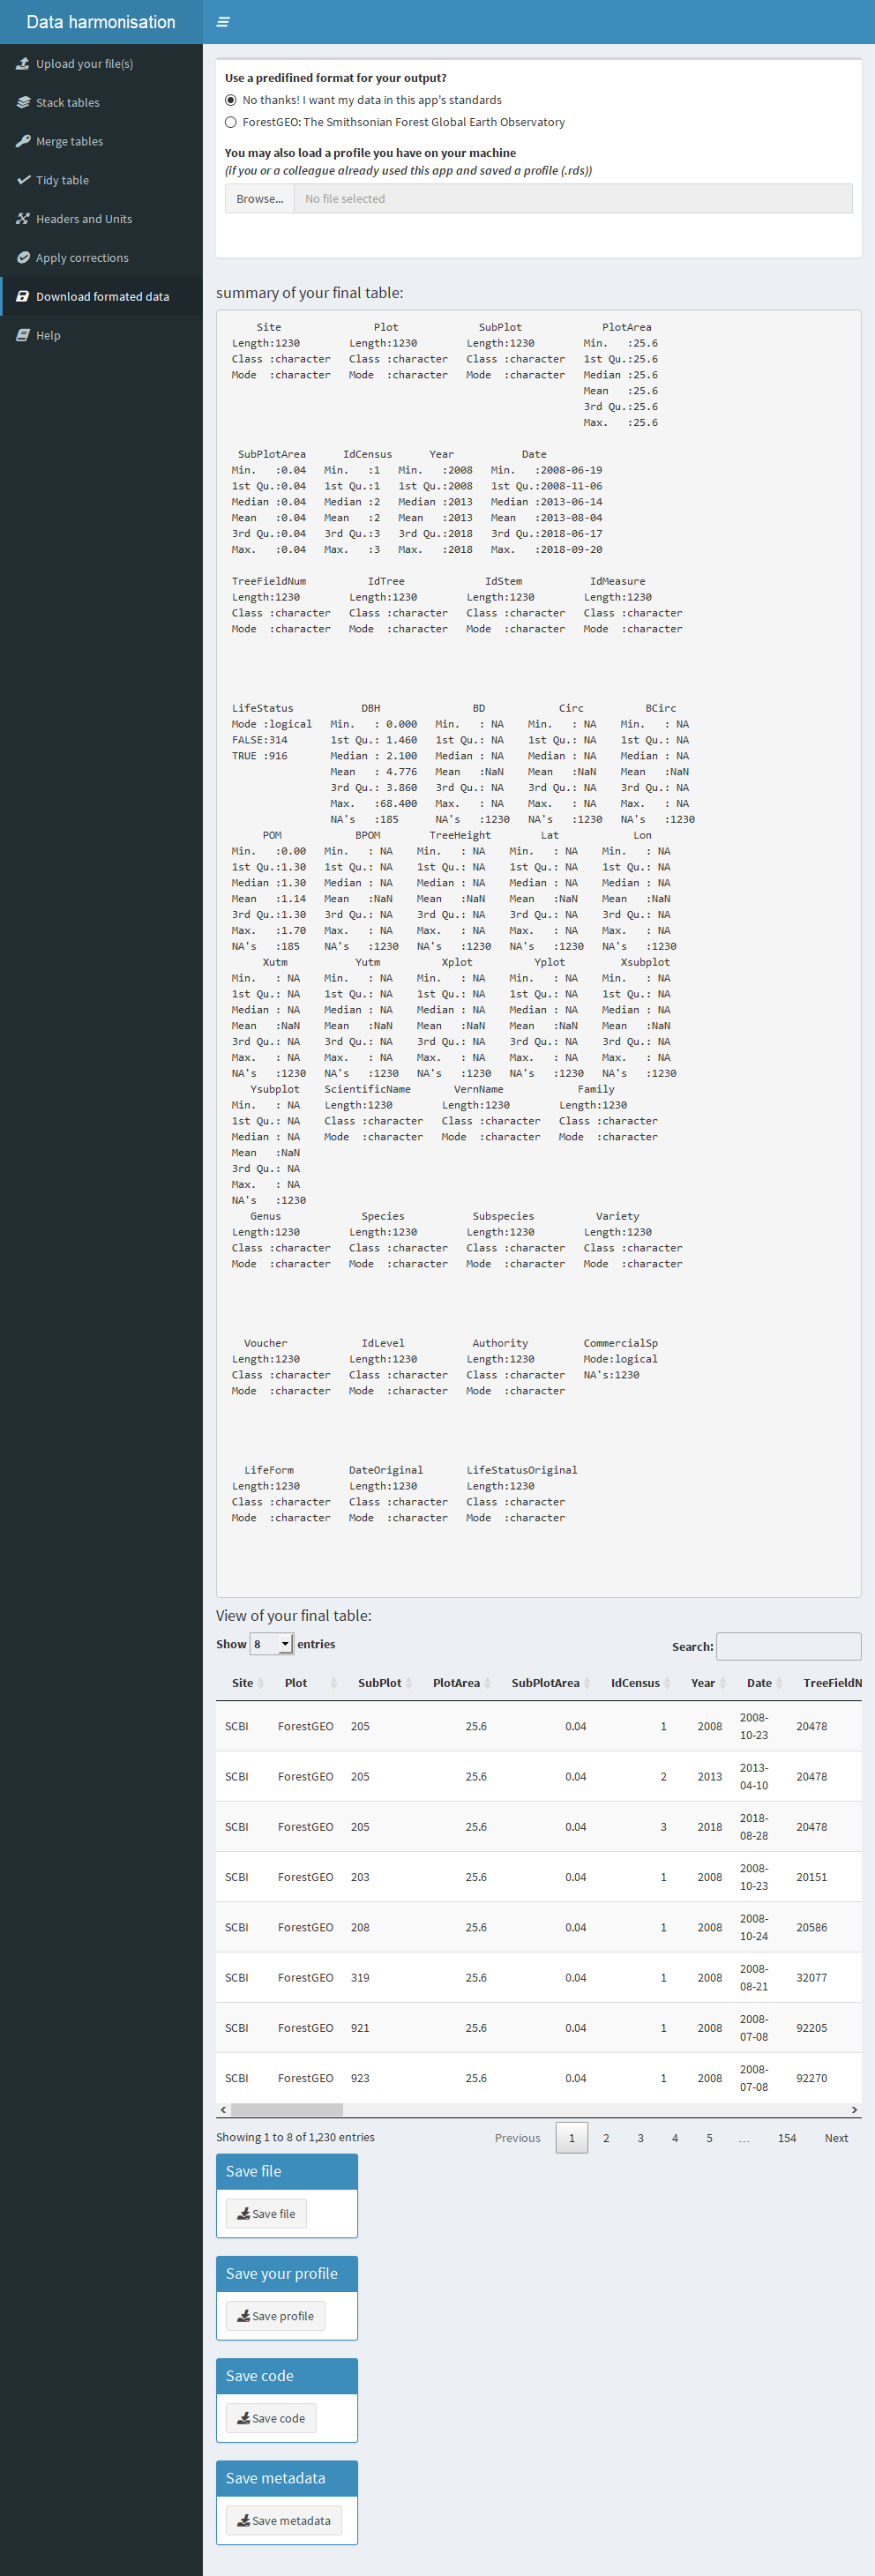 Data harmonisation
Upload your file(s)
Stack tables
Merge tables
Tidy table
Headers and Units
Apply corrections
Download formated data
Help
Use a predifined format for your output?
No thanks! I want my data in this app's standards
ForestGEO: The Smithsonian Forest Global Earth Observatory
You may also load a profile you have on your machine
(if you or a colleague already used this app and saved a profile (.rds))
Browse... No file selected
summary of your final table:
Site Plot SubPlot PlotArea
Length:1230 Length:1230 Length:1230 Min. :25.6
Class :character Class :character Class :character 1st Qu.:25.6
Mode :character Mode :character Mode :character Median :25.6
Mean :25.6
3rd Qu.:25.6
Max. :25.6
SubPlotArea IdCensus Year Date
Min. :0.04 Min. :1 Min. :2008 Min. :2008-06-19
1st Qu.:0.04 1st Qu.:1 1st Qu.:2008 1st Qu.:2008-11-06
Median :0.04 Median :2 Median :2013 Median :2013-06-14
Mean :0.04 Mean :2 Mean :2013 Mean :2013-08-04
3rd Qu.:0.04 3rd Qu.:3 3rd Qu.:2018 3rd Qu.:2018-06-17
Max. :0.04 Max. :3 Max. :2018 Max. :2018-09-20
TreeFieldNum IdTree IdStem IdMeasure
Length:1230 Length:1230 Length:1230 Length:1230
Class :character Class :character Class :character Class :character
Mode :character Mode :character Mode :character Mode :character
LifeStatus DBH BD Circ BCirc
Mode :logical Min. : 0.000 Min. : NA Min. : NA Min. : NA
FALSE:314 1st Qu.: 1.460 1st Qu.: NA 1st Qu.: NA 1st Qu.: NA
TRUE :916 Median : 2.100 Median : NA Median : NA Median : NA
Mean : 4.776 Mean :NaN Mean :NaN Mean :NaN
3rd Qu.: 3.860 3rd Qu.: NA 3rd Qu.: NA 3rd Qu.: NA
Max. :68.400 Max. : NA Max. : NA Max. : NA
NA's :185 NA's :1230 NA's :1230 NA's :1230
POM BPOM TreeHeight Lat Lon
Min. :0.00 Min. : NA Min. : NA Min. : NA Min. : NA
1st Qu.:1.30 1st Qu.: NA 1st Qu.: NA 1st Qu.: NA 1st Qu.: NA
Median :1.30 Median : NA Median : NA Median : NA Median : NA
Mean :1.14 Mean :NaN Mean :NaN Mean :NaN Mean :NaN
3rd Qu.:1.30 3rd Qu.: NA 3rd Qu.: NA 3rd Qu.: NA 3rd Qu.: NA
Max. :1.70 Max. : NA Max. : NA Max. : NA Max. : NA
NA's :185 NA's :1230 NA's :1230 NA's :1230 NA's :1230
Xutm Yutm Xplot Yplot Xsubplot
Min. : NA Min. : NA Min. : NA Min. : NA Min. : NA
1st Qu.: NA 1st Qu.: NA 1st Qu.: NA 1st Qu.: NA 1st Qu.: NA
Median : NA Median : NA Median : NA Median : NA Median : NA
Mean :NaN Mean :NaN Mean :NaN Mean :NaN Mean :NaN
3rd Qu.: NA 3rd Qu.: NA 3rd Qu.: NA 3rd Qu.: NA 3rd Qu.: NA
Max. : NA Max. : NA Max. : NA Max. : NA Max. : NA
NA's :1230 NA's :1230 NA's :1230 NA's :1230 NA's :1230
Ysubplot ScientificName VernName Family
Min. : NA Length:1230 Length:1230 Length:1230
1st Qu.: NA Class :character Class :character Class :character
Median : NA Mode :character Mode :character Mode :character
Mean :NaN
3rd Qu.: NA
Max. : NA
NA's :1230
Genus Species Subspecies Variety
Length:1230 Length:1230 Length:1230 Length:1230
Class :character Class :character Class :character Class :character
Mode :character Mode :character Mode :character Mode :character
Voucher IdLevel Authority CommercialSp
Length:1230 Length:1230 Length:1230 Mode:logical
Class :character Class :character Class :character NA's:1230
Mode :character Mode :character Mode :character
LifeForm DateOriginal LifeStatusOriginal
Length:1230 Length:1230 Length:1230
Class :character Class :character Class :character
Mode :character Mode :character Mode :character
View of your final table:
Show 8 entries Search:
Site Plot SubPlot PlotArea SubPlotArea IdCensus Year Date TreeFieldN
SCBI ForestGEO 205 25.6 0.04 1 2008 2008-10-23 20478
SCBI ForestGEO 205 25.6 0.04 2 2013 2013-04-10 20478
SCBI ForestGEO 205 25.6 0.04 3 2018 2018-08-28 20478
SCBI ForestGEO 203 25.6 0.04 1 2008 2008-10-23 20151
SCBI ForestGEO 208 25.6 0.04 1 2008 2008-10-24 20586
SCBI ForestGEO 319 25.6 0.04 1 2008 2008-08-21 32077
SCBI ForestGEO 921 25.6 0.04 1 2008 2008-07-08 92205
SCBI ForestGEO 923 25.6 0.04 1 2008 2008-07-08 92270
Showing 1 to 8 of 1,230 entries Previous 1 2 3 4 5 … 154 Next
Save file
Save file
Save your profile
Save profile
Save code
Save code
Save metadata
Save metadata